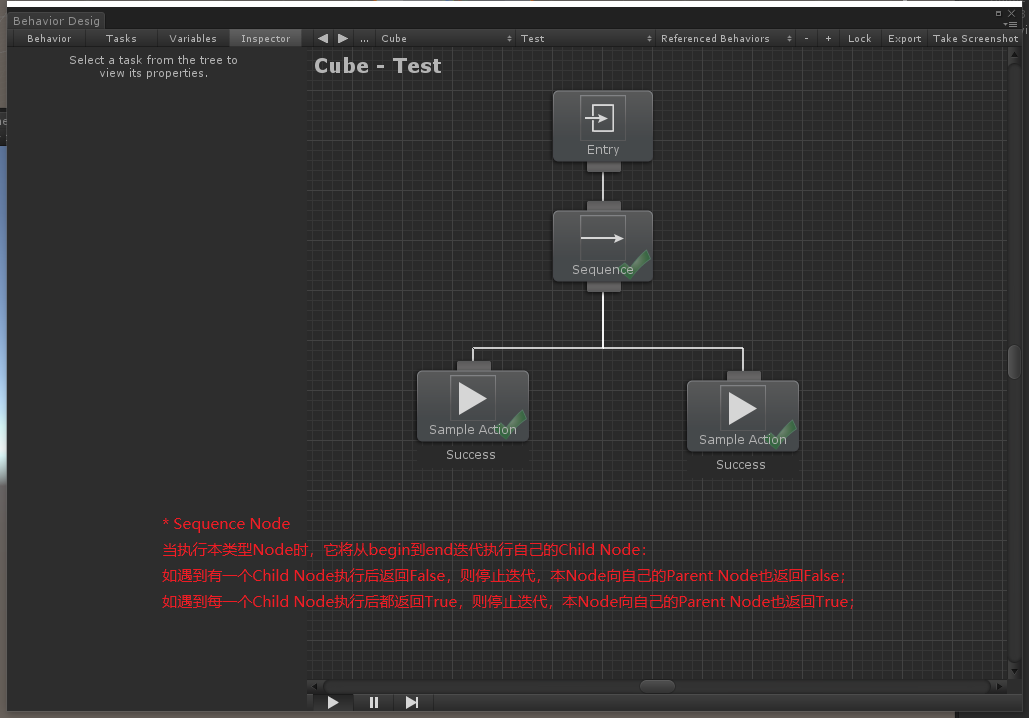 Behavior Desig
Behavior Tasks Variables Inspector ... Cube Test Referenced Behaviors - + Lock Export Take Screenshot
Select a task from the tree to
view its properties.
Cube - Test
Entry
Sequence
Sample Action
Success
Sample Action
Success
* Sequence Node
当执行本类型Node时，它将从begin到end迭代执行自己的Child Node：
如遇到有一个Child Node执行后返回False，则停止迭代，本Node向自己的Parent Node也返回False；
如遇到每一个Child Node执行后都返回True，则停止迭代，本Node向自己的Parent Node也返回True；